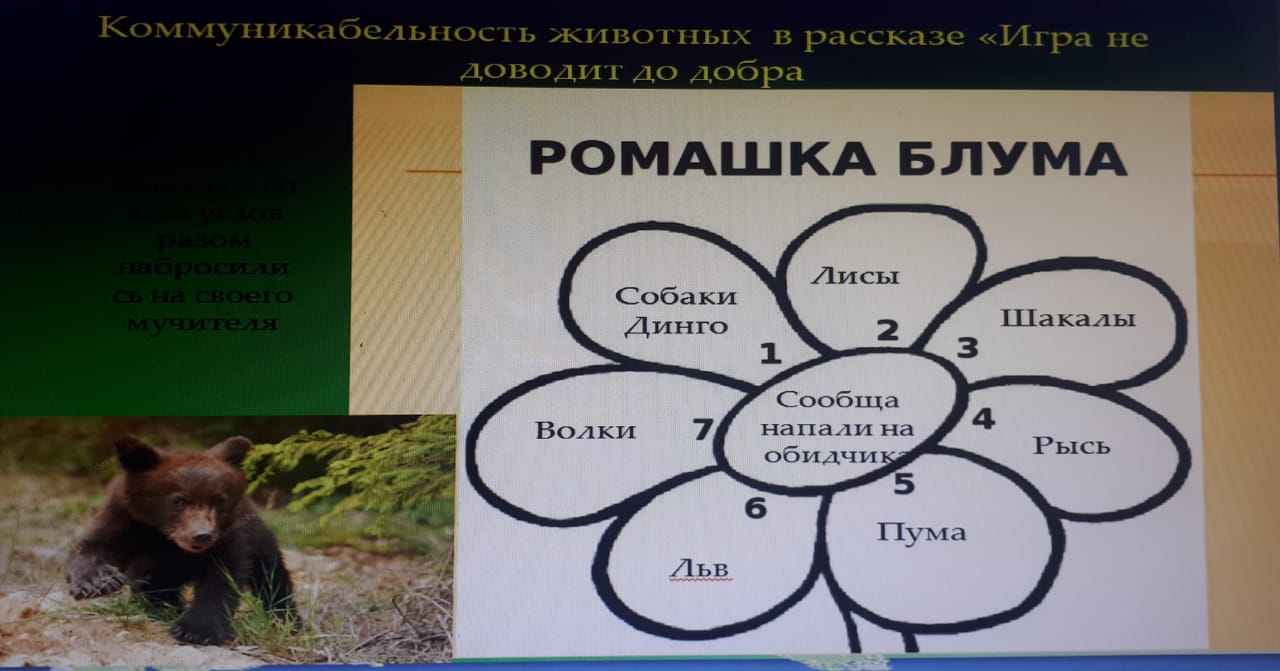 Коммуникабельность животных в рассказе «Игра не
доводит до добра
всех углов
разом
набросили
сь на своего
мучителя
РОМАШКА БЛУМА
Собаки
Динго
1
Лисы
2
Шакалы
3
Рысь
4
Пума
5
Льв
6
Волки
7
Сообща
напали на
обидчика